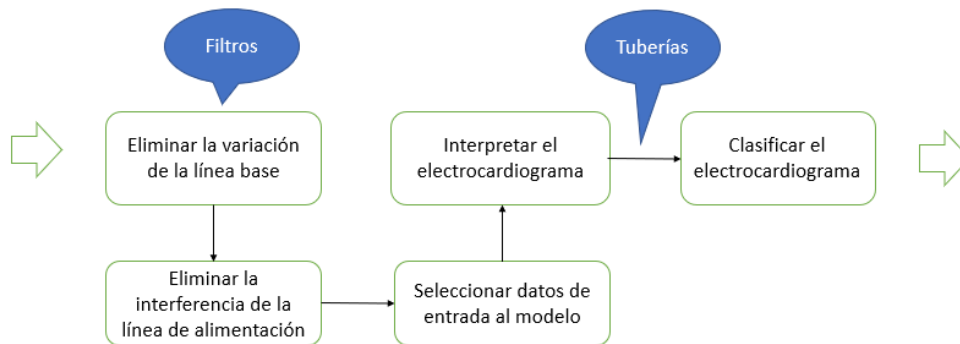 Filtros
Tuberías
Eliminar la variación
de la línea base
Interpretar el
electrocardiograma
Clasificar el
electrocardiograma
Eliminar la
interferencia de la
línea de alimentación
Seleccionar datos de
entrada al modelo